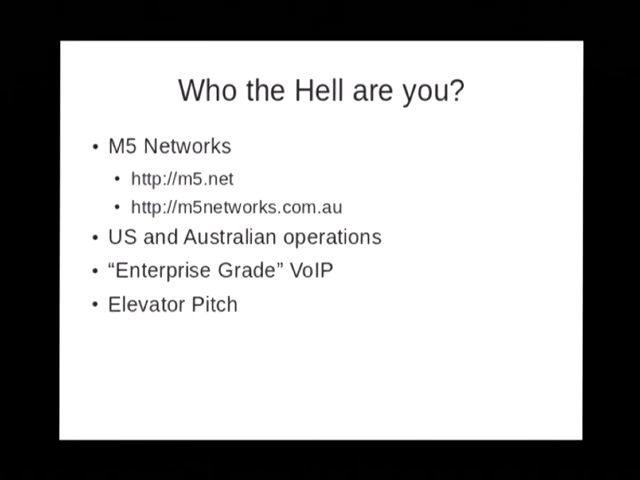 Who the Hell are you?
• M5 Networks
• http://m5.net
• http://m5networks.com.au
• US and Australian operations
• “Enterprise Grade” VoIP
• Elevator Pitch